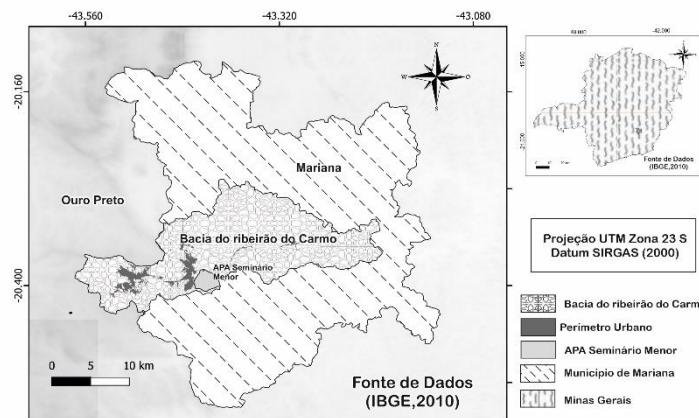 -43.560
-43.320
-43.080
-20.160
-20.400
N
S
Mariana
Ouro Preto
Bacia do ribeirão do Carmo
APA Seminário
Menor
0 5 10 km
Fonte de Dados
(IBGE,2010)
Fonte de Dados
(IBGE,2010)
Projeção UTM Zona 23 S
Datum SIRGAS (2000)
Bacia do ribeirão do Carm
Perímetro Urbano
APA Seminário Menor
Municipio de Mariana
Minas Gerais